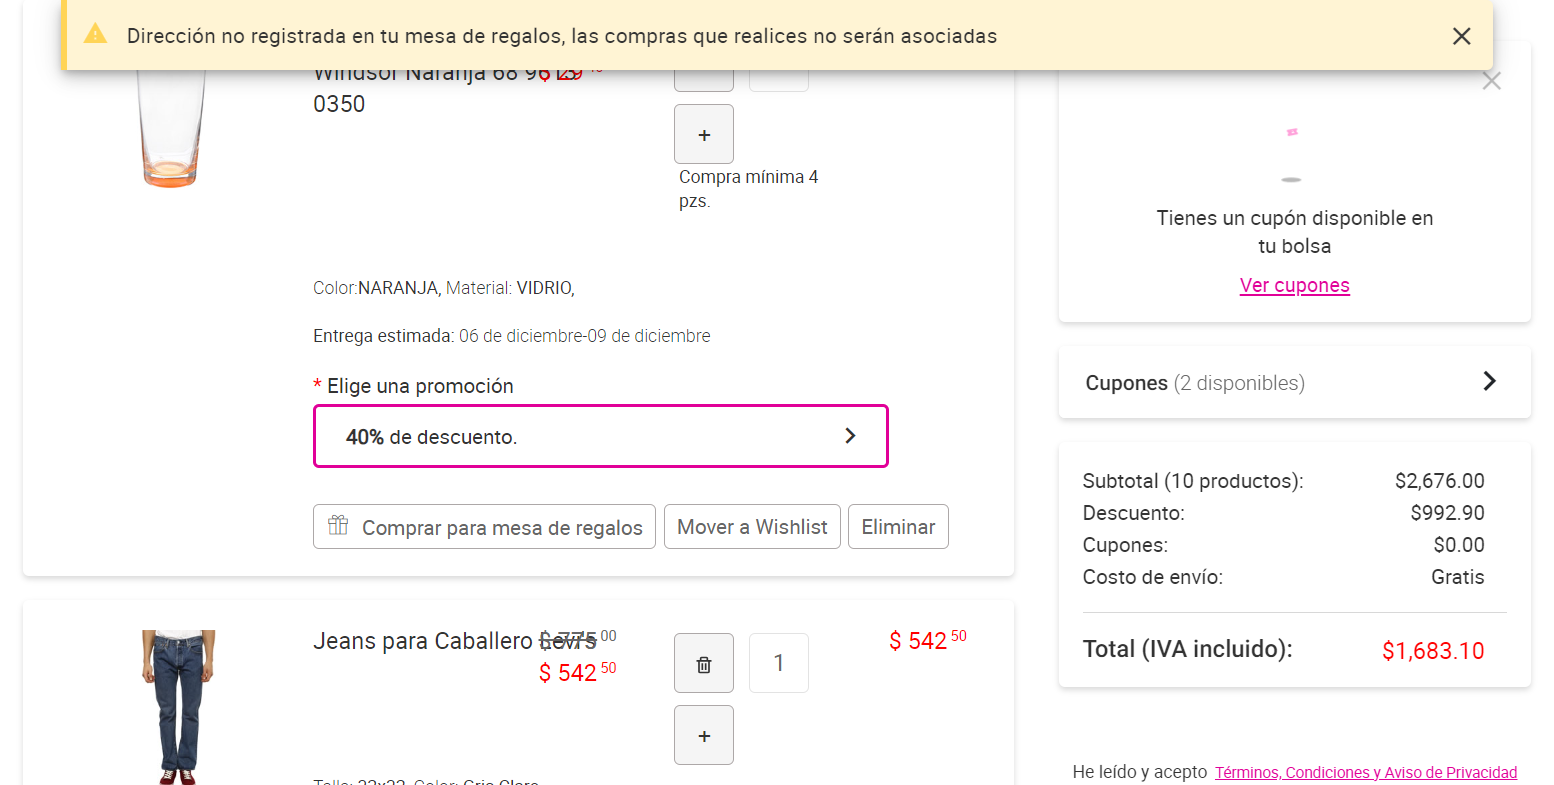 Dirección no registrada en tu mesa de regalos, las compras que realices no serán asociadas
Windsor Naranja 68 96
0350
+
Compra mínima 4
pzs.
Color:NARANJA, Material: VIDRIO,
Entrega estimada: 06 de diciembre-09 de diciembre
* Elige una promoción
40% de descuento.
Comprar para mesa de regalos
Mover a Wishlist
Eliminar
Jeans para Caballero Levi's
$ 775 00
$ 542 50
1
+
$ 542 50
Talla: 33x32, Color: Gris Claro
Tienes un cupón disponible en
tu bolsa
Ver cupones
Cupones (2 disponibles)
Subtotal (10 productos): $2,676.00
Descuento: $992.90
Cupones: $0.00
Costo de envío: Gratis
Total (IVA incluido): $1,683.10
He leído y acepto Términos, Condiciones y Aviso de Privacidad